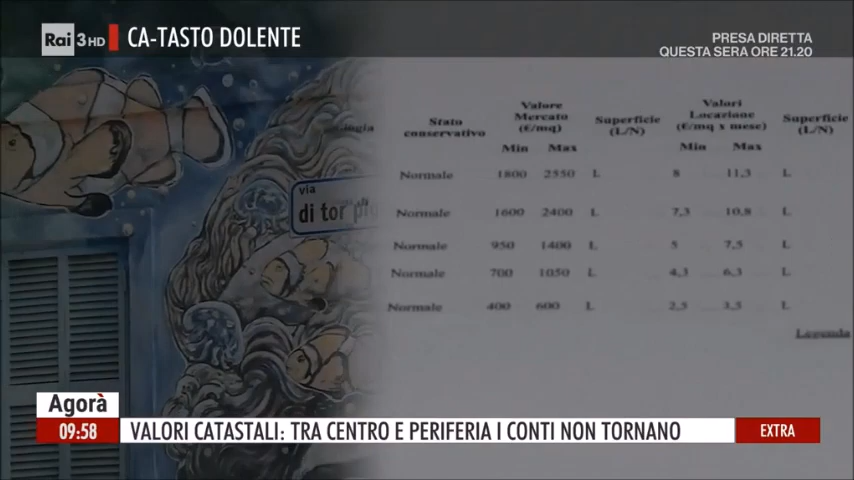 Rai 3HD
CA-TASTO DOLENTE
PRESA DIRETTA
QUESTA SERA ORE 21.20
via
di tor
Stato
conservativo
Valore
Mercato
(€/mq)
Superficie
(L/N)
Valori
Locazione
(€/mq x mese)
Superficie
(L/N)
Min Max Min Max
Normale 1800 2550 L 8 11,3 L
Normale 1600 2400 L 7,3 10,8 L
Normale 950 1400 L 5 7,5 L
Normale 700 1050 L 4,3 6,3 L
Normale 400 600 L 2,5 3,5 L
Legenda
Agorà
09:58
VALORI CATASTALI: TRA CENTRO E PERIFERIA I CONTI NON TORNANO
EXTRA